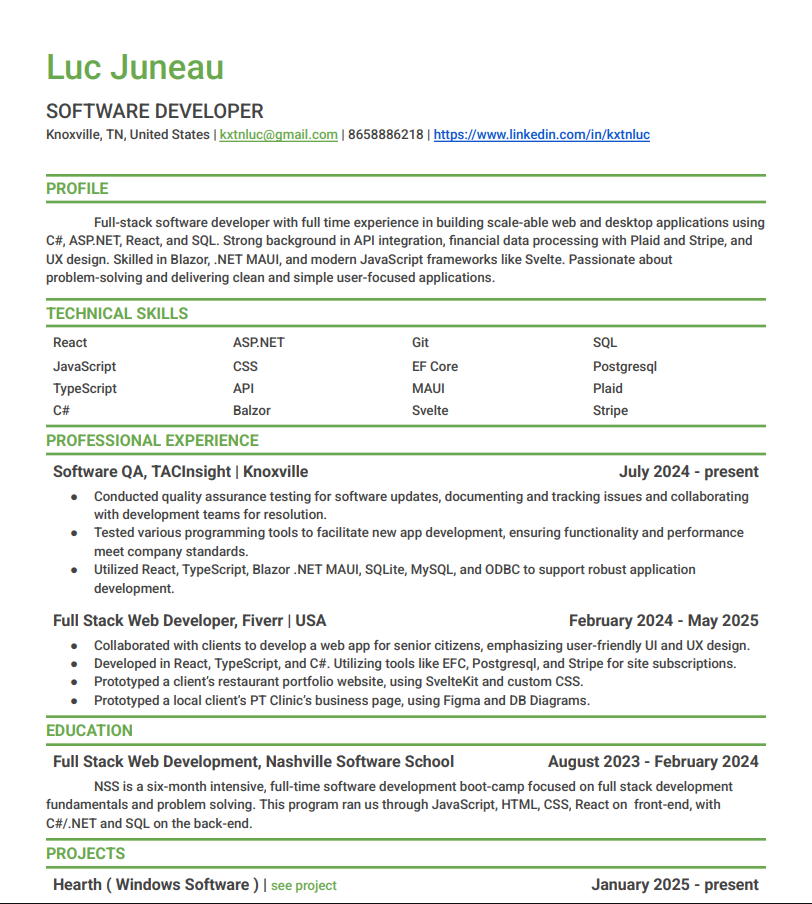 Luc Juneau
SOFTWARE DEVELOPER
Knoxville, TN, United States | kxtnluc@gmail.com | 8658886218 | https://www.linkedin.com/in/kxtnluc
PROFILE
Full-stack software developer with full time experience in building scale-able web and desktop applications using
C#, ASP.NET, React, and SQL. Strong background in API integration, financial data processing with Plaid and Stripe, and
UX design. Skilled in Blazor, .NET MAUI, and modern JavaScript frameworks like Svelte. Passionate about
problem-solving and delivering clean and simple user-focused applications.
TECHNICAL SKILLS
React ASP.NET Git SQL
JavaScript CSS EF Core Postgresql
TypeScript API MAUI Plaid
C# Balzor Svelte Stripe
PROFESSIONAL EXPERIENCE
Software QA, TACInsight | Knoxville July 2024 - present
● Conducted quality assurance testing for software updates, documenting and tracking issues and collaborating
with development teams for resolution.
● Tested various programming tools to facilitate new app development, ensuring functionality and performance
meet company standards.
● Utilized React, TypeScript, Blazor .NET MAUI, SQLite, MySQL, and ODBC to support robust application
development.
Full Stack Web Developer, Fiverr | USA February 2024 - May 2025
● Collaborated with clients to develop a web app for senior citizens, emphasizing user-friendly UI and UX design.
● Developed in React, TypeScript, and C#. Utilizing tools like EFC, Postgresql, and Stripe for site subscriptions.
● Prototyped a client’s restaurant portfolio website, using SvelteKit and custom CSS.
● Prototyped a local client’s PT Clinic’s business page, using Figma and DB Diagrams.
EDUCATION
Full Stack Web Development, Nashville Software School August 2023 - February 2024
NSS is a six-month intensive, full-time software development boot-camp focused on full stack development
fundamentals and problem solving. This program ran us through JavaScript, HTML, CSS, React on front-end, with
C#/.NET and SQL on the back-end.
PROJECTS
Hearth ( Windows Software ) | see project January 2025 - present